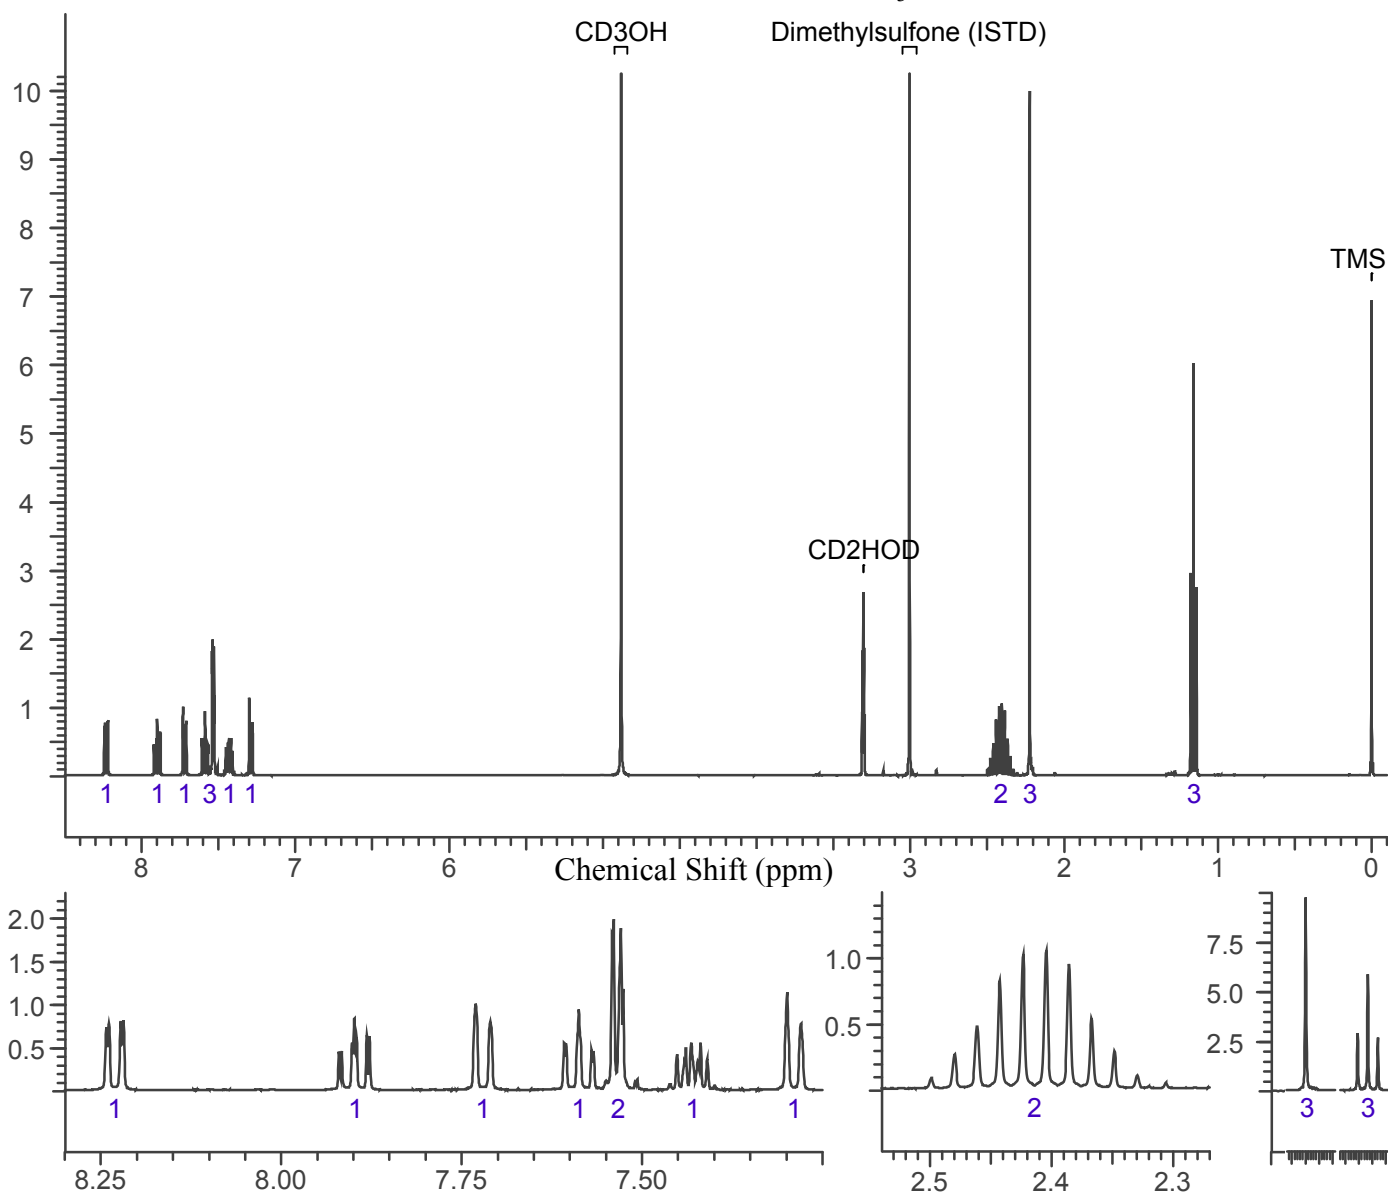 CD3OH
Dimethylsulfone (ISTD)
10
9
8
7
TMS
6
5
4
3
CD2HOD
2
1
1 1 1 3 1 1 2 3 3
8 7 6 Chemical Shift (ppm) 3 2 1 0
2.0
1.5
1.0
0.5
1 1 1 1 2 1 1
8.25 8.00 7.75 7.50
1.0
0.5
2
2.5 2.4 2.3
7.5
5.0
2.5
3 3